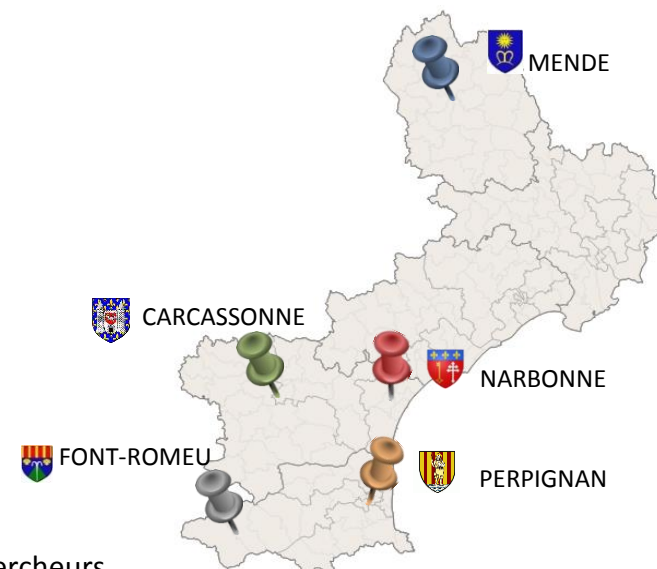 MENDE
CARCASSONNE
NARBONNE
FONT-ROMEU
PERPIGNAN